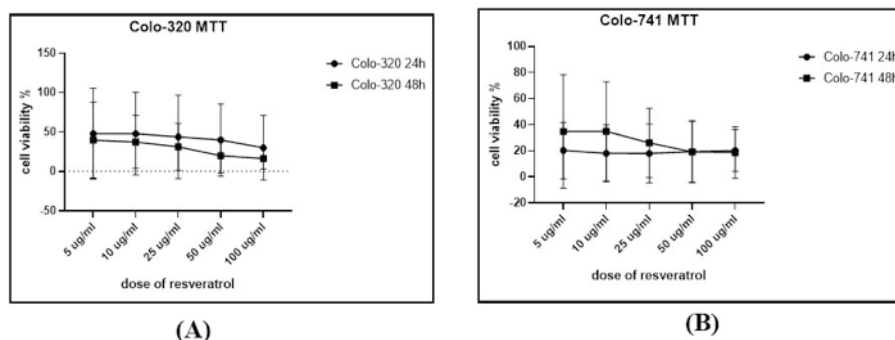 Colo-320 MTT
150
100
50
0
-50
cell viability %
Colo-320 24h
Colo-320 48h
5 ug/ml
10 ug/ml
25 ug/ml
50 ug/ml
100 ug/ml
dose of resveratrol
(A)
Colo-741 MTT
100
80
60
40
20
0
-20
cell viability %
Colo-741 24h
Colo-741 48h
5 ug/ml
10 ug/ml
25 ug/ml
50 ug/ml
100 ug/ml
dose of resveratrol
(B)